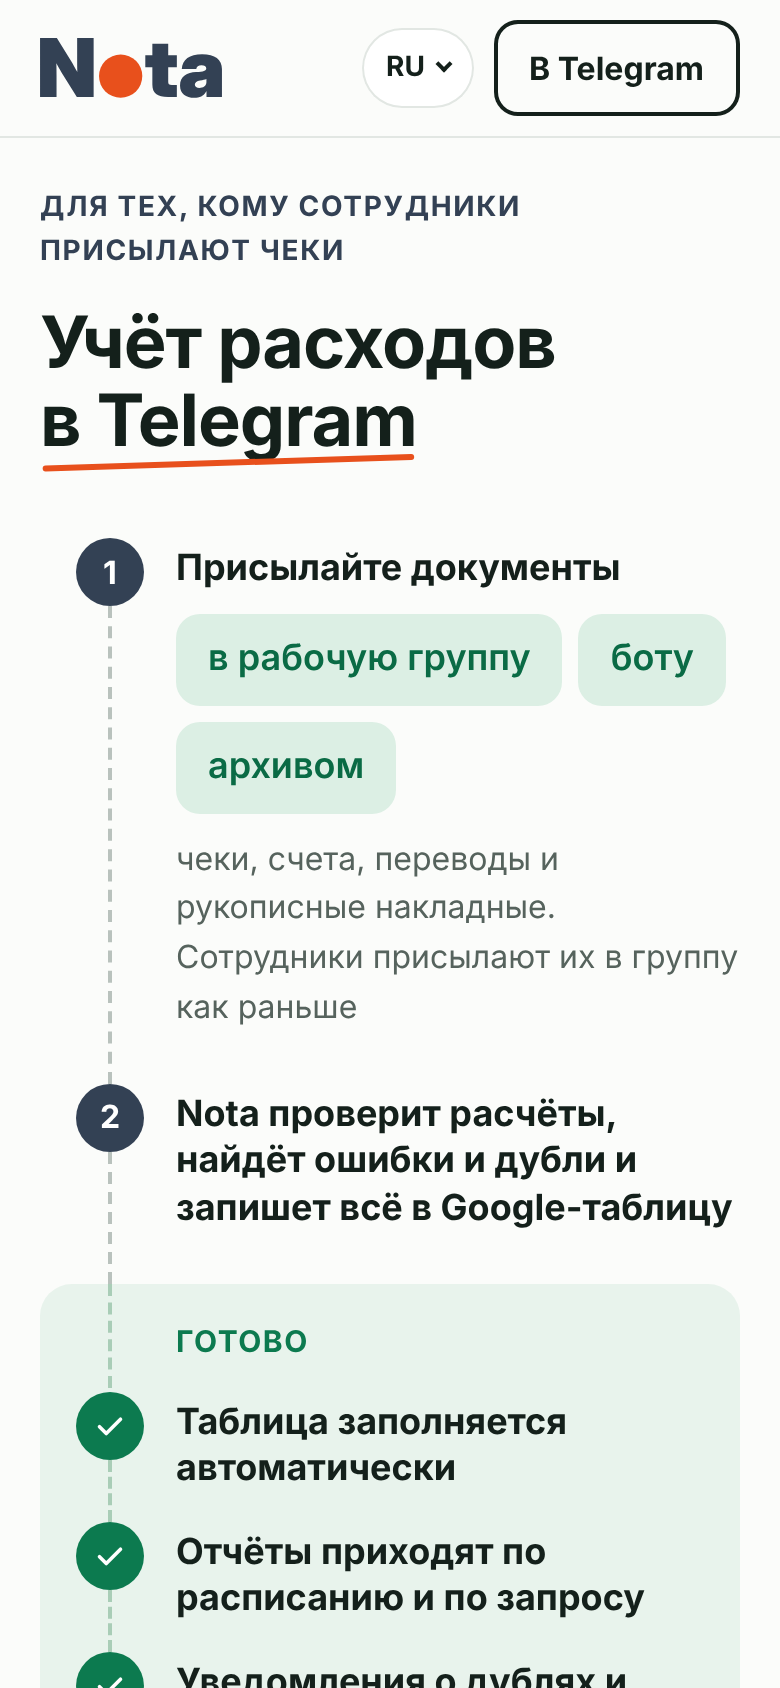 Nota
RU
В Telegram
ДЛЯ ТЕХ, КОМУ СОТРУДНИКИ
ПРИСЫЛАЮТ ЧЕКИ
Учёт расходов
в Telegram
1
Присылайте документы
в рабочую группу
боту
архивом
чеки, счета, переводы и
рукописные накладные.
Сотрудники присылают их в группу
как раньше
2
Nota проверит расчёты,
найдёт ошибки и дубли и
запишет всё в Google-таблицу
ГОТОВО
Таблица заполняется
автоматически
Отчёты приходят по
расписанию и по запросу
Уведомления о дублях и